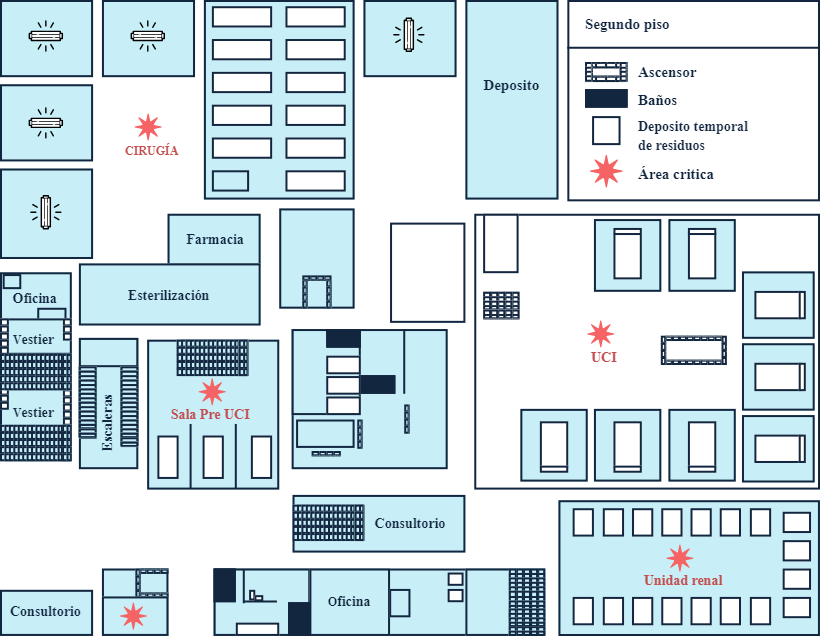 Segundo piso
Deposito
Ascensor
Baños
Deposito temporal
de residuos
Área critica
CIRUGÍA
Farmacia
Esterilización
Oficina
Vestier
Vestier
Escaleras
Sala Pre UCI
UCI
Consultorio
Unidad renal
Oficina
Consultorio